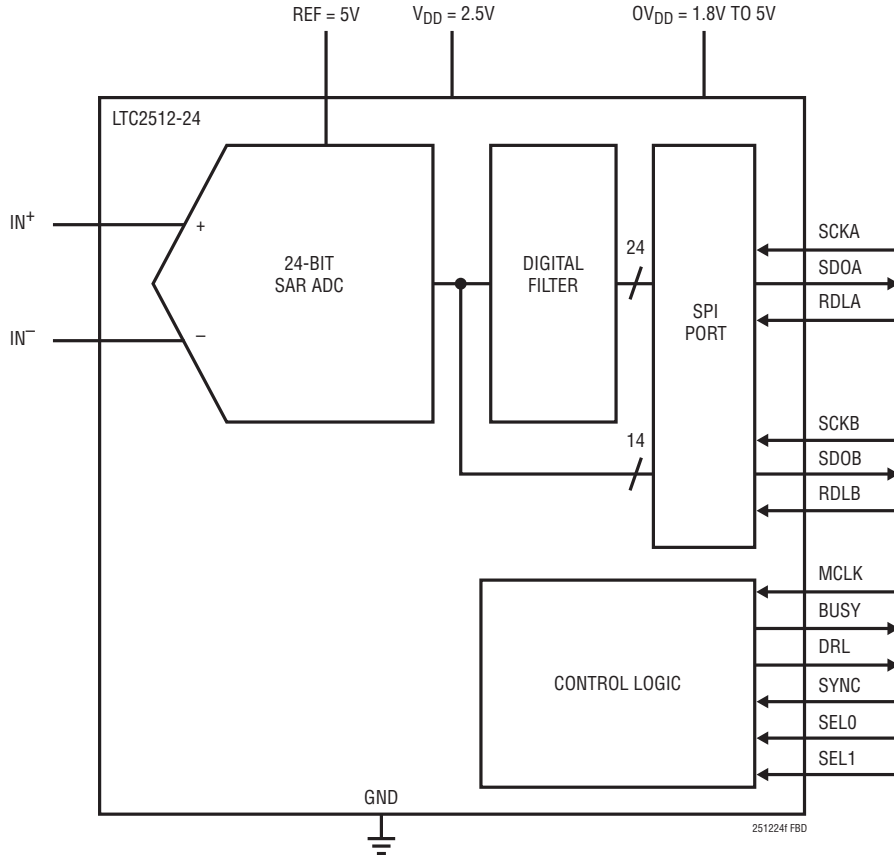 REF = 5V
VDD = 2.5V
OVDD = 1.8V TO 5V
LTC2512-24
IN+
+
24-BIT
SAR ADC
IN–
–
DIGITAL
FILTER
24
14
SPI
PORT
SCKA
SDOA
RDLA
SCKB
SDOB
RDLB
CONTROL LOGIC
MCLK
BUSY
DRL
SYNC
SEL0
SEL1
GND
251224f FBD